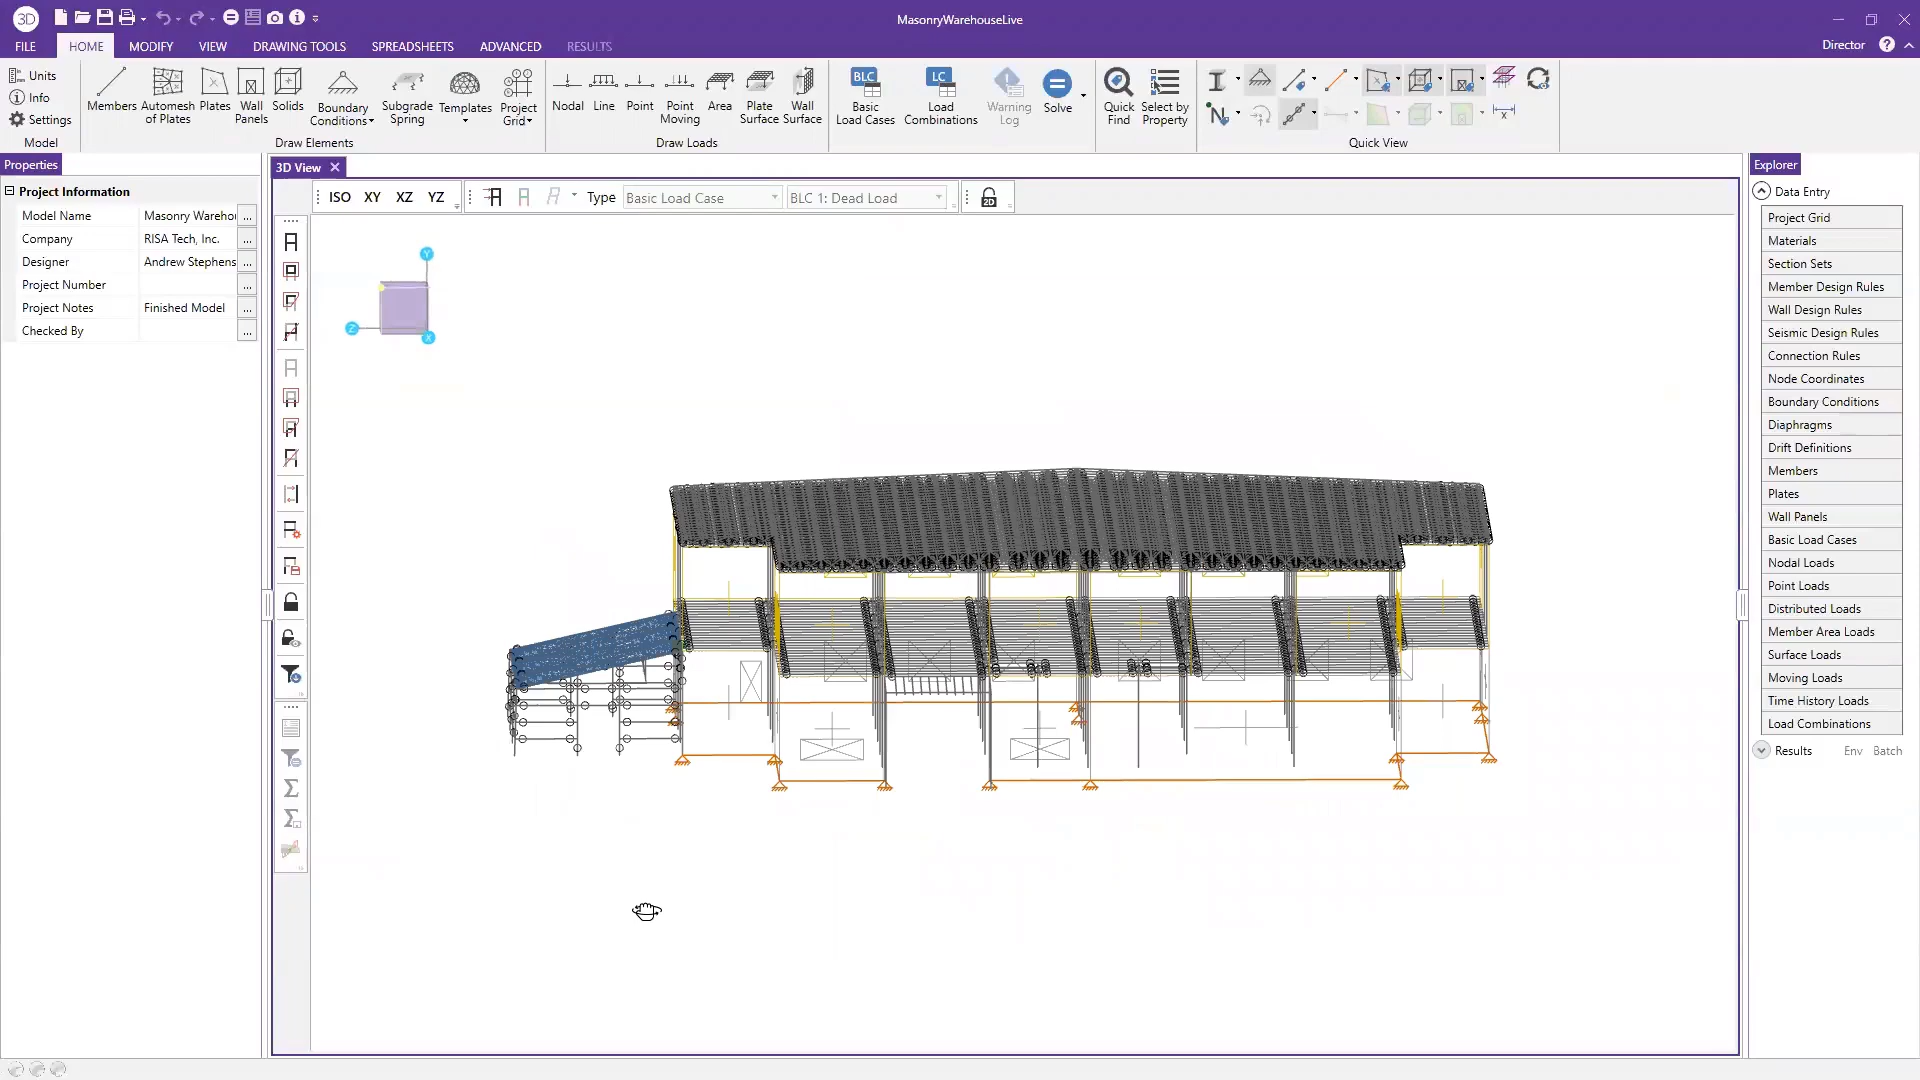 3D
MasonryWarehouseLive
FILE HOME MODIFY VIEW DRAWING TOOLS SPREADSHEETS ADVANCED RESULTS
Director ?
Units
Info
Settings
Model
Members
Automesh of Plates
Plates
Wall Panels
Solids
Boundary Conditions
Subgrade Spring
Templates
Project Grid
Draw Elements
Nodal
Line
Point
Point Moving
Area
Plate Surface
Wall Surface
Draw Loads
BLC
Basic Load Cases
LC
Load Combinations
Warning Log
Solve
Quick Find
Select by Property
N
Quick View
Properties
Project Information
Model Name Masonry Warehou ...
Company RISA Tech, Inc. ...
Designer Andrew Stephens ...
Project Number ...
Project Notes Finished Model ...
Checked By ...
3D View
ISO XY XZ YZ
Type Basic Load Case BLC 1: Dead Load
2D
Y
Z
X
Explorer
Data Entry
Project Grid
Materials
Section Sets
Member Design Rules
Wall Design Rules
Seismic Design Rules
Connection Rules
Node Coordinates
Boundary Conditions
Diaphragms
Drift Definitions
Members
Plates
Wall Panels
Basic Load Cases
Nodal Loads
Point Loads
Distributed Loads
Member Area Loads
Surface Loads
Moving Loads
Time History Loads
Load Combinations
Results Env Batch